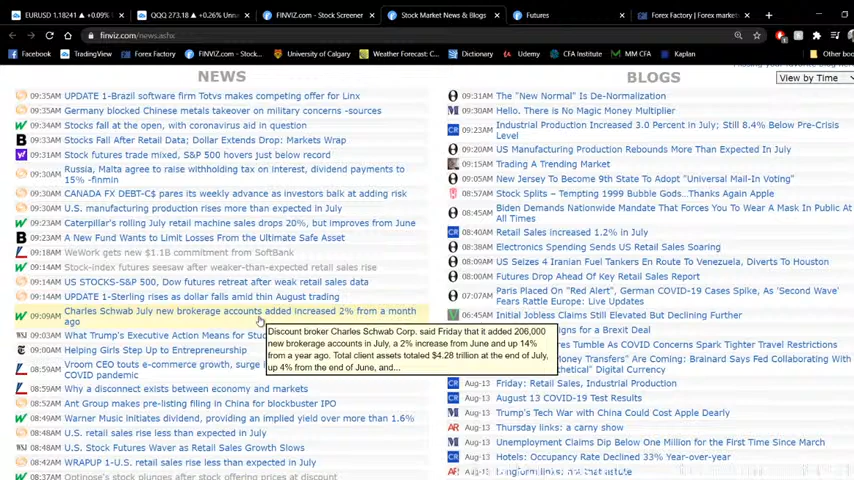 EURUSD 1.18241 ▲ +0.09%
QQQ 273.18 ▲ +0.26% Unna
FINVIZ.com - Stock Screener
Stock Market News & Blogs
Futures
Forex Factory | Forex market
finviz.com/news.ashx
Facebook
TradingView
Forex Factory
FINVIZ.com - Stock...
University of Calgary
Weather Forecast: C...
Dictionary
Udemy
CFA Institute
MM CFA
Kaplan
Other boo
NEWS
09:35AM UPDATE 1-Brazil software firm Totvs makes competing offer for Linx
09:35AM Germany blocked Chinese metals takeover on military concerns -sources
09:34AM Stocks fall at the open, with coronavirus aid in question
09:33AM Stocks Fall After Retail Data; Dollar Extends Drop: Markets Wrap
09:31AM Stock futures trade mixed, S&P 500 hovers just below record
09:30AM Russia, Malta agree to raise withholding tax on interest, dividend payments to
15% -finmin
09:30AM CANADA FX DEBT-C$ pares its weekly advance as investors balk at adding risk
09:30AM U.S. manufacturing production rises more than expected in July
09:23AM Caterpillar's rolling July retail machine sales drops 20%, but improves from June
09:23AM A New Fund Wants to Limit Losses From the Ultimate Safe Asset
09:18AM WeWork gets new $1.1B commitment from SoftBank
09:14AM Stock-index futures seesaw after weaker-than-expected retail sales rise
09:14AM US STOCKS-S&P 500, Dow futures retreat after weak retail sales data
09:14AM UPDATE 1-Sterling rises as dollar falls amid thin August trading
09:09AM Charles Schwab July new brokerage accounts added increased 2% from a month
ago
Discount broker Charles Schwab Corp. said Friday that it added 206,000
new brokerage accounts in July, a 2% increase from June and up 14%
from a year ago. Total client assets totaled $4.28 trillion at the end of July,
up 4% from the end of June, and...
09:03AM What Trump's Executive Action Means for Stu
09:00AM Helping Girls Step Up to Entrepreneurship
08:59AM Vroom CEO touts e-commerce growth, surge i
COVID pandemic
08:59AM Why a disconnect exists between economy and markets
08:52AM Ant Group makes pre-listing filing in China for blockbuster IPO
08:49AM Warner Music initiates dividend, providing an implied yield over more than 1.6%
08:48AM U.S. retail sales rise less than expected in July
08:48AM U.S. Stock Futures Waver as Retail Sales Growth Slows
08:42AM WRAPUP 1-U.S. retail sales rise less than expected in July
08:37AM Optinose's stock plunges after stock offering prices at discount
BLOGS
View by Time
09:31AM The "New Normal" Is De-Normalization
09:30AM Hello. There is No Magic Money Multiplier
09:23AM Industrial Production Increased 3.0 Percent in July; Still 8.4% Below Pre-Crisis
Level
09:20AM US Manufacturing Production Rebounds More Than Expected In July
09:15AM Trading A Trending Market
09:05AM New Jersey To Become 9th State To Adopt "Universal Mail-In Voting"
08:57AM Stock Splits – Tempting 1999 Bubble Gods...Thanks Again Apple
08:45AM Biden Demands Nationwide Mandate That Forces You To Wear A Mask In Public At
All Times
08:40AM Retail Sales increased 1.2% in July
08:38AM Electronics Spending Sends US Retail Sales Soaring
08:09AM US Seizes 4 Iranian Fuel Tankers En Route To Venezuela, Diverts To Houston
08:00AM Futures Drop Ahead Of Key Retail Sales Report
07:07AM Paris Placed On "Red Alert", German COVID-19 Cases Spike, As 'Second Wave'
Fears Rattle Europe: Live Updates
06:45AM Initial Jobless Claims Still Elevated But Declining Further
igns for a Brexit Deal
s Tumble As COVID Concerns Spark Tighter Travel Restrictions
Money Transfers" Are Coming: Brainard Says Fed Collaborating With
thetical" Digital Currency
Aug-13 Friday: Retail Sales, Industrial Production
Aug-13 August 13 COVID-19 Test Results
Aug-13 Trump's Tech War with China Could Cost Apple Dearly
Aug-13 Thursday links: a carny show
Aug-13 Unemployment Claims Dip Below One Million for the First Time Since March
Aug-13 Hotels: Occupancy Rate Declined 33% Year-over-year
Aug-13 Longform links: